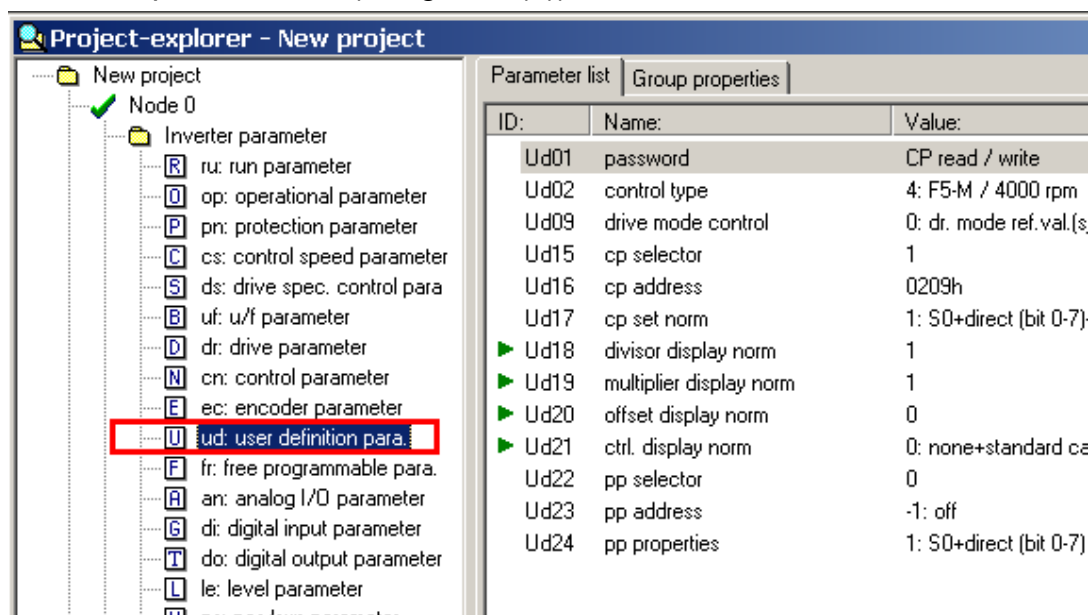 Project-explorer - New project
New project
Node 0
Inverter parameter
R ru: run parameter
O op: operational parameter
P pn: protection parameter
C cs: control speed parameter
S ds: drive spec. control para
B uf: u/f parameter
D dr: drive parameter
N cn: control parameter
E ec: encoder parameter
U ud: user definition para.
F fr: free programmable para.
A an: analog I/O parameter
G di: digital input parameter
T do: digital output parameter
L le: level parameter
Parameter list Group properties
ID: Name: Value:
Ud01 password CP read / write
Ud02 control type 4: F5-M / 4000 rpm
Ud09 drive mode control 0: dr. mode ref.val.(s
Ud15 cp selector 1
Ud16 cp address 0209h
Ud17 cp set norm 1: S0+direct (bit 0-7)
Ud18 divisor display norm 1
Ud19 multiplier display norm 1
Ud20 offset display norm 0
Ud21 ctrl. display norm 0: none+standard ca
Ud22 pp selector 0
Ud23 pp address -1: off
Ud24 pp properties 1: S0+direct (bit 0-7)